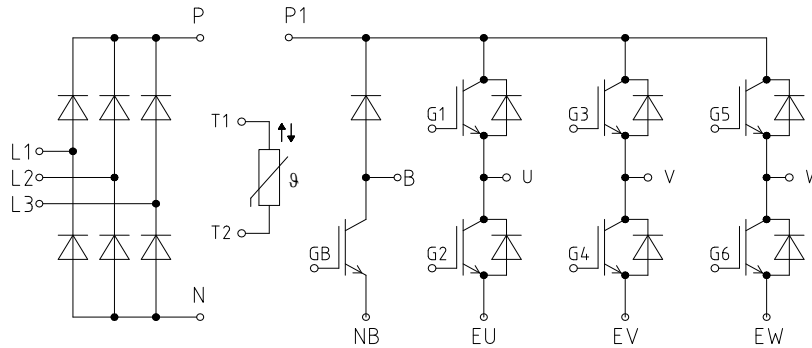 P P1
G1 G3 G5
T1
L1
L2
L3
ϑ
B U V W
T2
GB G2 G4 G6
N
NB EU EV EW